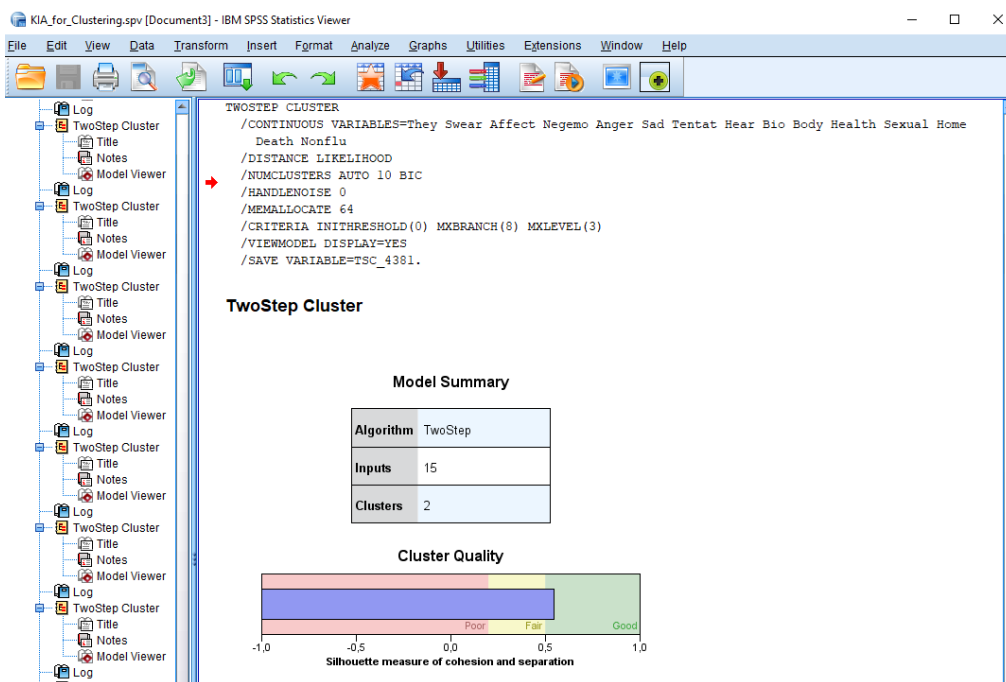 KIA_for_Clustering.spv [Document3] - IBM SPSS Statistics Viewer
File Edit View Data Transform Insert Format Analyze Graphs Utilities Extensions Window Help
Log
TwoStep Cluster
Title
Notes
Model Viewer
Log
TwoStep Cluster
Title
Notes
Model Viewer
Log
TwoStep Cluster
Title
Notes
Model Viewer
Log
TwoStep Cluster
Title
Notes
Model Viewer
Log
TwoStep Cluster
Title
Notes
Model Viewer
Log
TwoStep Cluster
Title
Notes
Model Viewer
Log
TwoStep Cluster
Title
Notes
Model Viewer
Log
TWOSTEP CLUSTER
/CONTINUOUS VARIABLES=They Swear Affect Negemo Anger Sad Tentat Hear Bio Body Health Sexual Home
Death Nonflu
/DISTANCE LIKELIHOOD
/NUMCLUSTERS AUTO 10 BIC
/HANDLENOISE 0
/MEMALLOCATE 64
/CRITERIA INITHRESHOLD(0) MXBRANCH(8) MXLEVEL(3)
/VIEWMODEL DISPLAY=YES
/SAVE VARIABLE=TSC_4381.
TwoStep Cluster
Model Summary
Algorithm TwoStep
Inputs 15
Clusters 2
Cluster Quality
Poor Fair Good
-1,0 -0,5 0,0 0,5 1,0
Silhouette measure of cohesion and separation